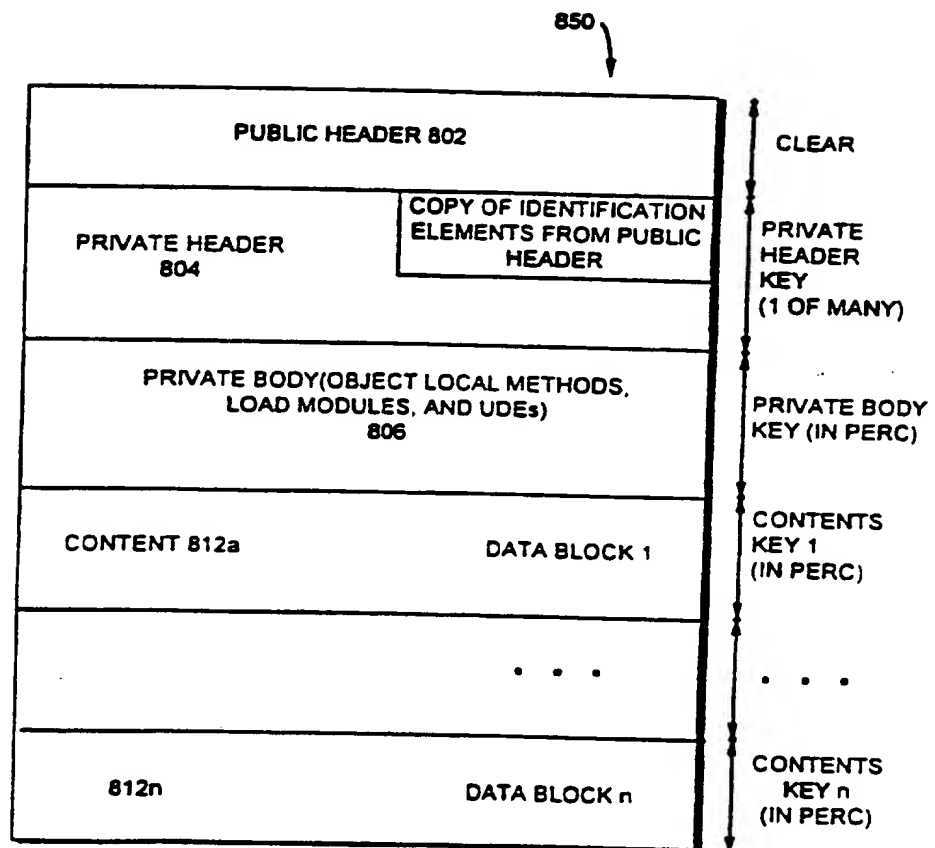 850
PUBLIC HEADER 802
CLEAR
PRIVATE HEADER
804
COPY OF IDENTIFICATION
ELEMENTS FROM PUBLIC
HEADER
PRIVATE
HEADER
KEY
(1 OF MANY)
PRIVATE BODY(OBJECT LOCAL METHODS,
LOAD MODULES, AND UDEs)
806
PRIVATE BODY
KEY (IN PERC)
CONTENT 812a
DATA BLOCK 1
CONTENTS
KEY 1
(IN PERC)
. . .
. . .
812n
DATA BLOCK n
CONTENTS
KEY n
(IN PERC)